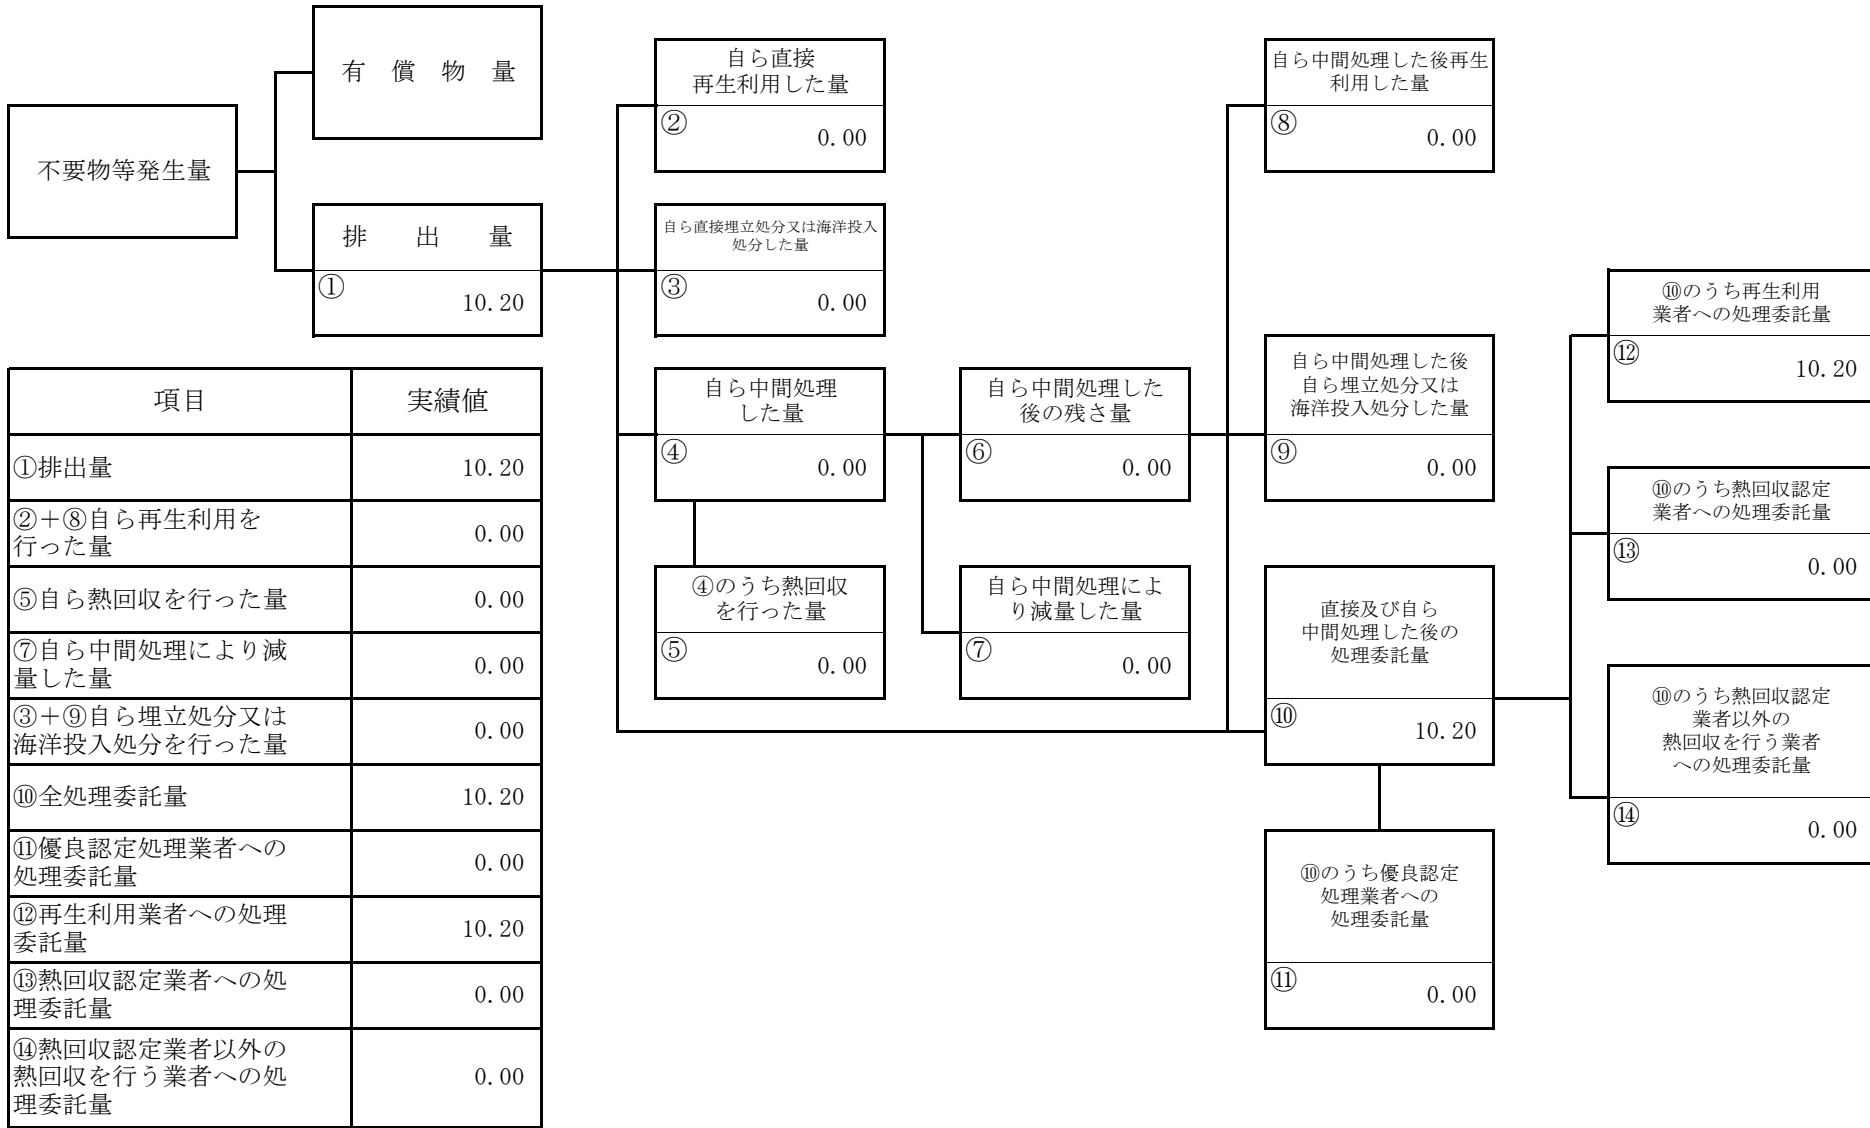 不要物等発生量
有 償 物 量
排 出 量
①
10.20
自ら直接
再生利用した量
②
0.00
自ら直接埋立処分又は海洋投入
処分した量
③
0.00
自ら中間処理
した量
④
0.00
④のうち熱回収
を行った量
⑤
0.00
自ら中間処理した
後の残さ量
⑥
0.00
自ら中間処理によ
り減量した量
⑦
0.00
自ら中間処理した後再生
利用した量
⑧
0.00
自ら中間処理した後
自ら埋立処分又は
海洋投入処分した量
⑨
0.00
直接及び自ら
中間処理した後の
処理委託量
⑩
10.20
⑩のうち優良認定
処理業者への
処理委託量
⑪
0.00
⑩のうち再生利用
業者への処理委託量
⑫
10.20
⑩のうち熱回収認定
業者への処理委託量
⑬
0.00
⑩のうち熱回収認定
業者以外の
熱回収を行う業者
への処理委託量
⑭
0.00
項目 実績値
①排出量 10.20
②+⑧自ら再生利用を
行った量 0.00
⑤自ら熱回収を行った量 0.00
⑦自ら中間処理により減
量した量 0.00
③+⑨自ら埋立処分又は
海洋投入処分を行った量 0.00
⑩全処理委託量 10.20
⑪優良認定処理業者への
処理委託量 0.00
⑫再生利用業者への処理
委託量 10.20
⑬熱回収認定業者への処
理委託量 0.00
⑭熱回収認定業者以外の
熱回収を行う業者への処
理委託量 0.00